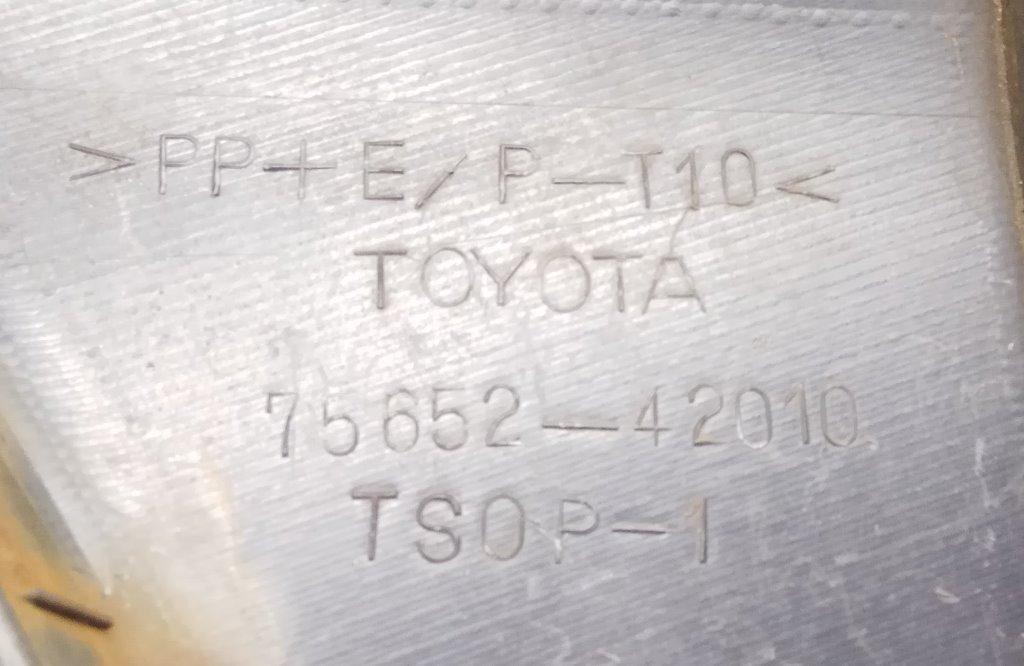 >PP+E/P-T10<
TOYOTA
75652-42010
TSOP-1